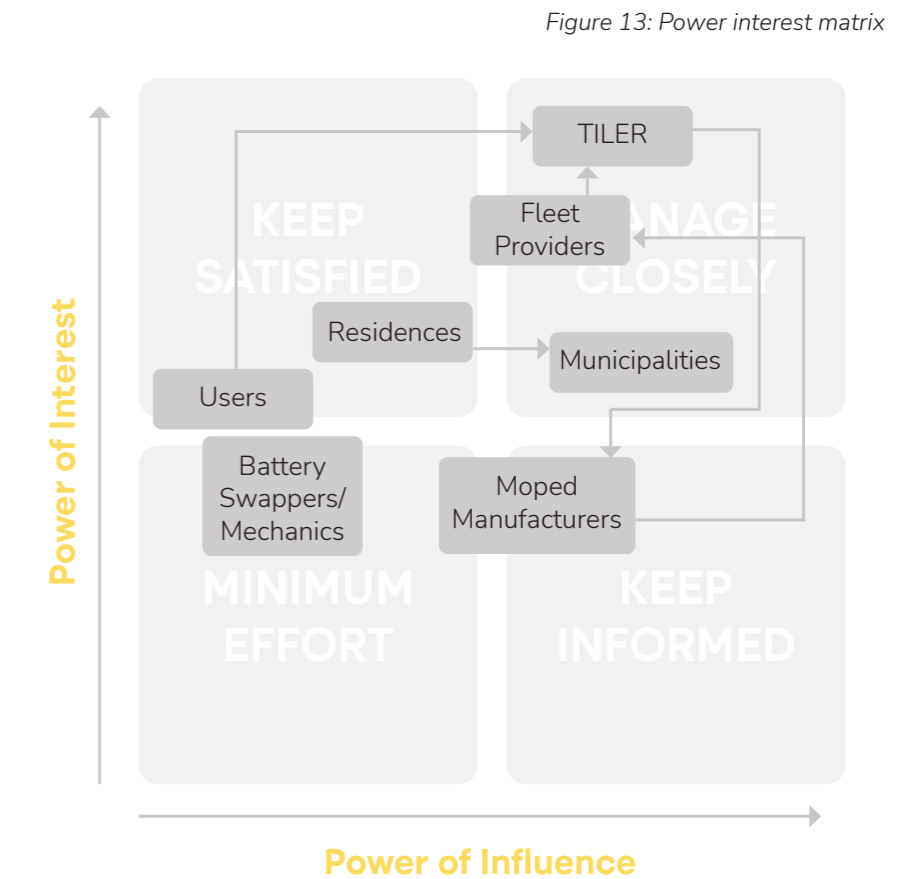 Figure 13: Power interest matrix
TILER
KEEP
SATISFIED
Fleet
Providers
ANAGE
CLOSELY
Residences
Municipalities
Users
Battery
Swappers/
Mechanics
Moped
Manufacturers
MINIMUM
EFFORT
KEEP
INFORMED
Power of Interest
Power of Influence